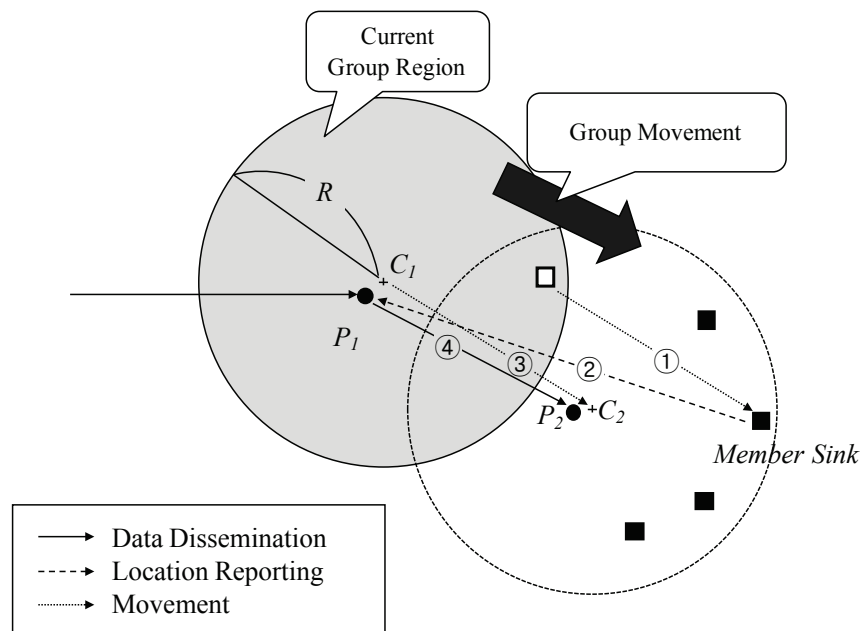 Current
Group Region
Group Movement
R
C1
P1
④
③
②
①
P2
C2
Member Sink
Data Dissemination
Location Reporting
Movement